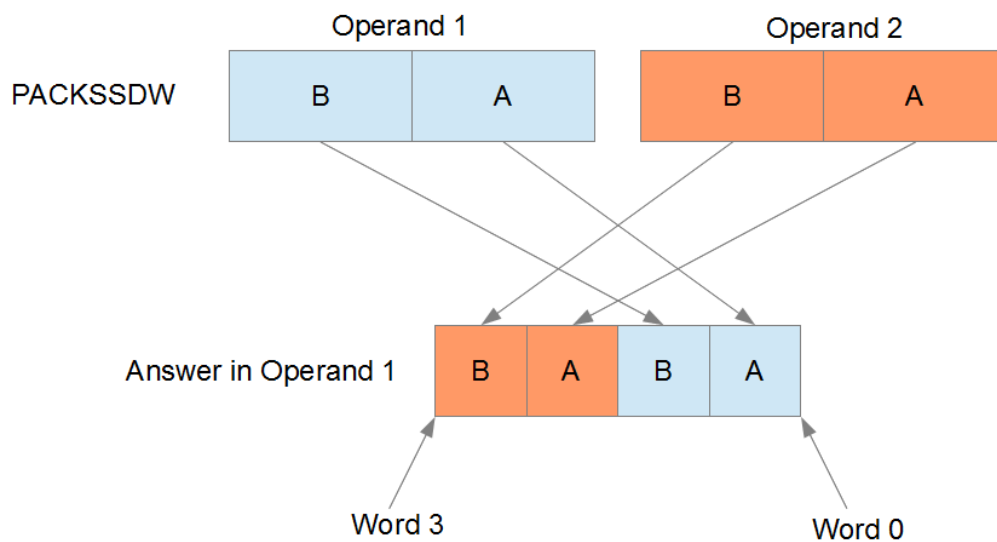 Operand 1
Operand 2
PACKSSDW
B
A
B
A
Answer in Operand 1
B
A
B
A
Word 3
Word 0